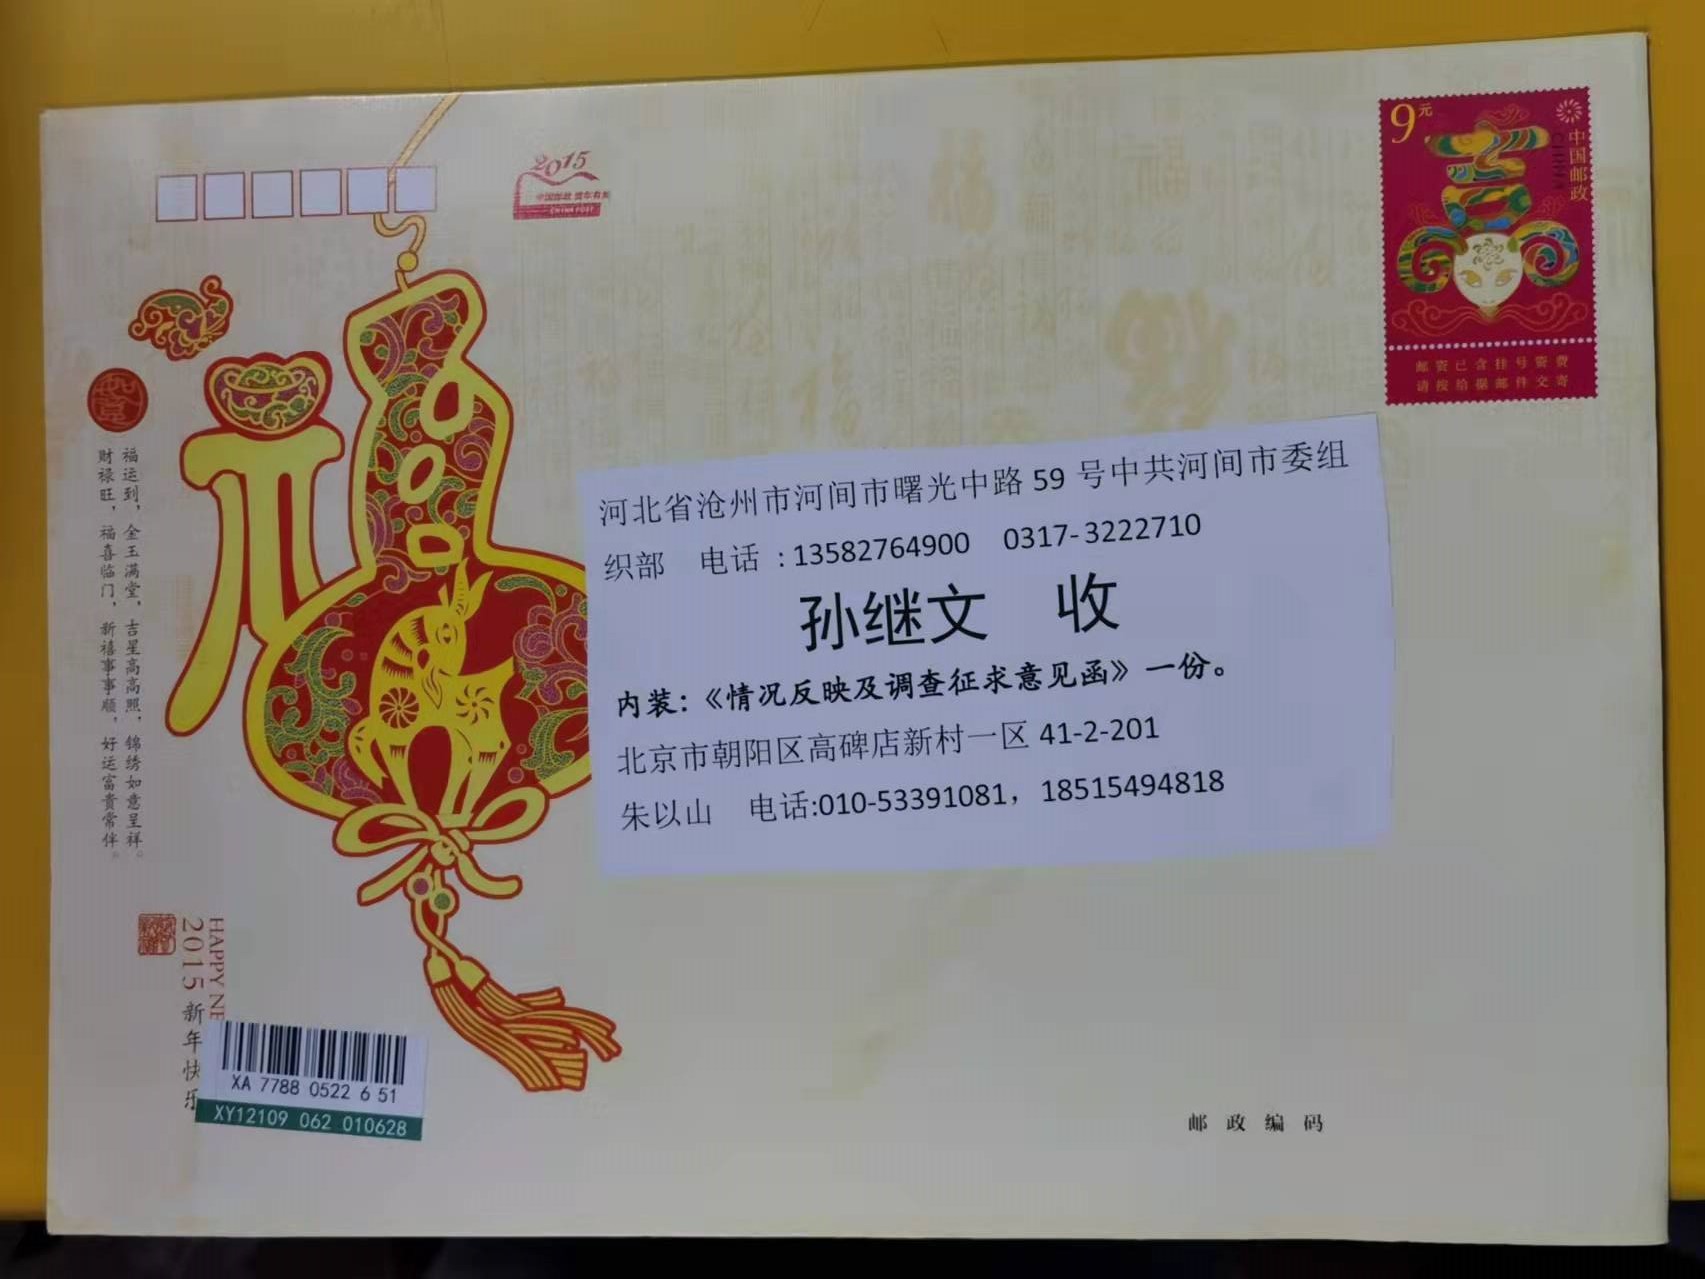 2015
中国邮政 贺年有奖
CHINA POST
9元
中国邮政
CHINA
邮资已含挂号资费
请按给据邮件交寄
福运到，金玉满堂，吉星高高照，锦绣如意呈祥。
财禄旺，福喜临门，新禧事事顺，好运富贵常伴。
河北省沧州市河间市曙光中路 59 号中共河间市委组
织部 电话 ：13582764900 0317-3222710
孙继文 收
内装：《情况反映及调查征求意见函》一份。
北京市朝阳区高碑店新村一区 41-2-201
朱以山 电话:010-53391081，18515494818
HAPPY NE
2015 新年快乐
XA 7788 0522 6 51
XY12109 062 010628
邮政编码